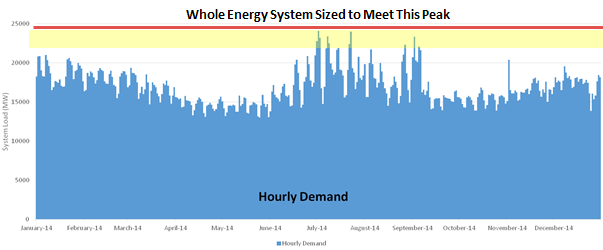 Whole Energy System Sized to Meet This Peak
25000
20000
15000
10000
5000
0
System Load (MW)
Hourly Demand
January-14 February-14 March-14 April-14 May-14 June-14 July-14 August-14 September-14 October-14 November-14 December-14
Hourly Demand